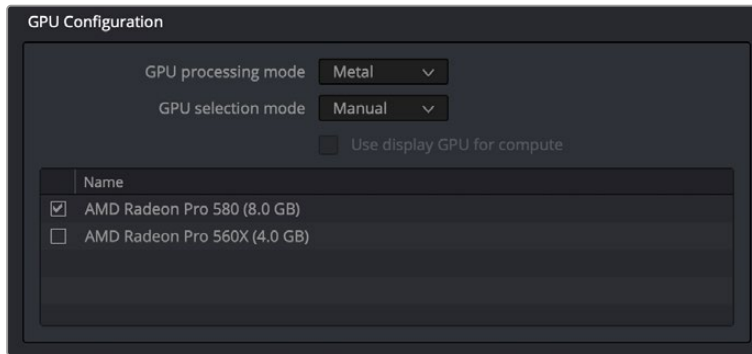 GPU Configuration
GPU processing mode Metal
GPU selection mode Manual
Use display GPU for compute
Name
AMD Radeon Pro 580 (8.0 GB)
AMD Radeon Pro 560X (4.0 GB)